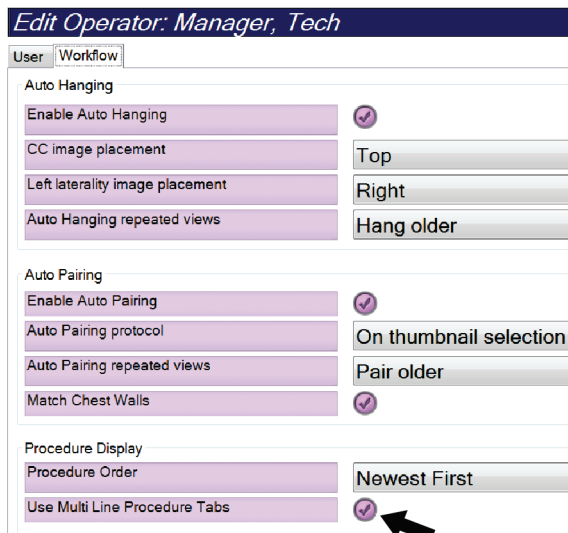 Edit Operator: Manager, Tech
User Workflow
Auto Hanging
Enable Auto Hanging
CC image placement Top
Left laterality image placement Right
Auto Hanging repeated views Hang older
Auto Pairing
Enable Auto Pairing
Auto Pairing protocol On thumbnail selection
Auto Pairing repeated views Pair older
Match Chest Walls
Procedure Display
Procedure Order Newest First
Use Multi Line Procedure Tabs